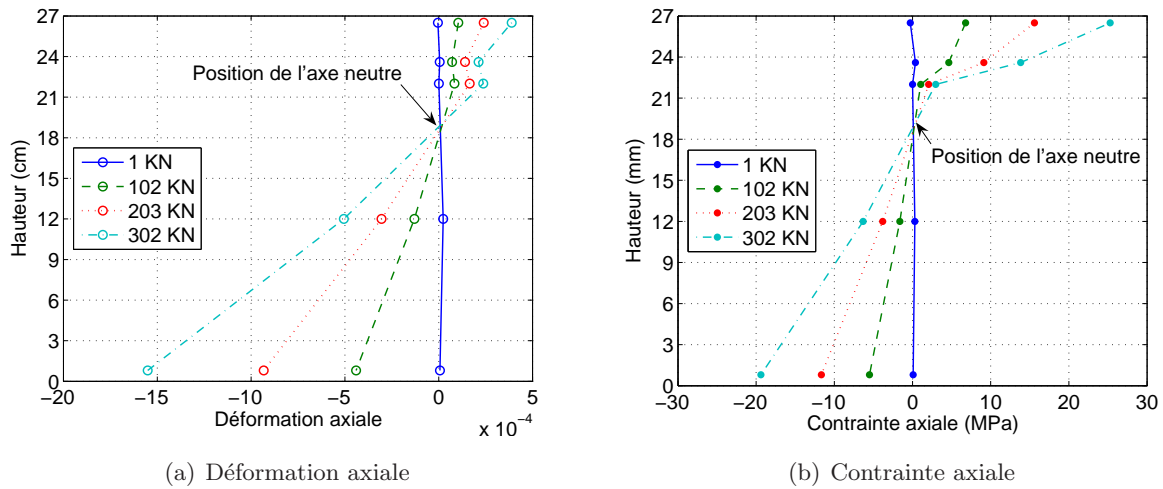 27
24
21
18
15
12
9
6
3
0
Hauteur (cm)
Position de l'axe neutre
1 KN
102 KN
203 KN
302 KN
−20
−15
−10
−5
0
5
x 10⁻⁴
Déformation axiale
(a) Déformation axiale
27
24
21
18
15
12
9
6
3
0
Hauteur (mm)
Position de l'axe neutre
1 KN
102 KN
203 KN
302 KN
−30
−20
−10
0
10
20
30
Contrainte axiale (MPa)
(b) Contrainte axiale